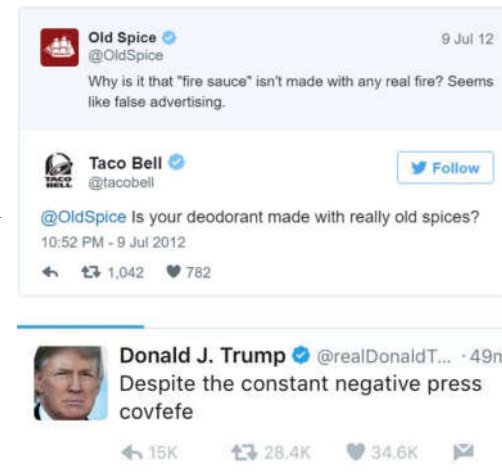 Old Spice
9 Jul 12
@OldSpice
Why is it that "fire sauce" isn't made with any real fire? Seems
like false advertising.
TACO
BELL
Taco Bell
Follow
@tacobell
@OldSpice Is your deodorant made with really old spices?
10:52 PM - 9 Jul 2012
1,042 782
Donald J. Trump @realDonaldT... · 49m
Despite the constant negative press
covfefe
15K 28.4K 34.6K